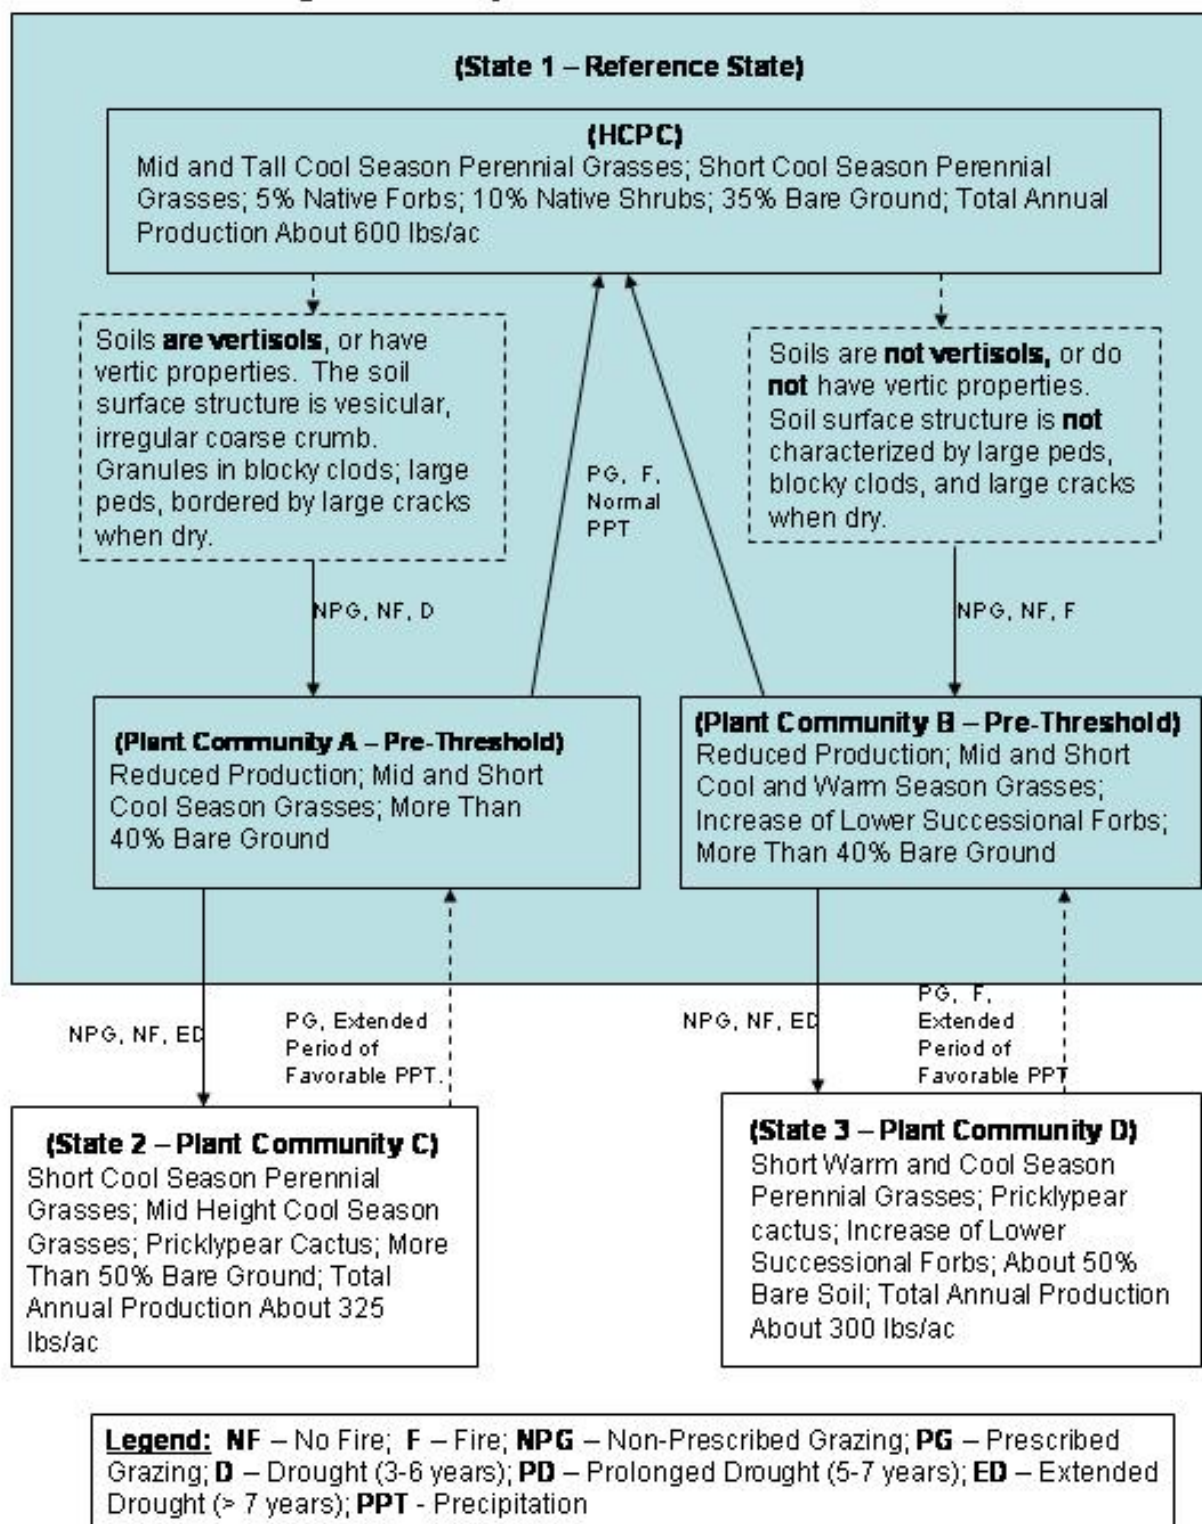 (State 1 – Reference State)
(HCPC)
Mid and Tall Cool Season Perennial Grasses; Short Cool Season Perennial
Grasses; 5% Native Forbs; 10% Native Shrubs; 35% Bare Ground; Total Annual
Production About 600 lbs/ac
Soils are vertisols, or have
vertic properties. The soil
surface structure is vesicular,
irregular coarse crumb.
Granules in blocky clods; large
peds, bordered by large cracks
when dry.
PG, F,
Normal
PPT
Soils are not vertisols, or do
not have vertic properties.
Soil surface structure is not
characterized by large peds,
blocky clods, and large cracks
when dry.
NPG, NF, D
NPG, NF, F
(Plant Community A – Pre-Threshold)
Reduced Production; Mid and Short
Cool Season Grasses; More Than
40% Bare Ground
(Plant Community B – Pre-Threshold)
Reduced Production; Mid and Short
Cool and Warm Season Grasses;
Increase of Lower Successional Forbs;
More Than 40% Bare Ground
NPG, NF, ED
PG, Extended
Period of
Favorable PPT.
NPG, NF, ED
PG, F,
Extended
Period of
Favorable PPT
(State 2 – Plant Community C)
Short Cool Season Perennial
Grasses; Mid Height Cool Season
Grasses; Pricklypear Cactus; More
Than 50% Bare Ground; Total
Annual Production About 325
lbs/ac
(State 3 – Plant Community D)
Short Warm and Cool Season
Perennial Grasses; Pricklypear
cactus; Increase of Lower
Successional Forbs; About 50%
Bare Soil; Total Annual Production
About 300 lbs/ac
Legend: NF – No Fire; F – Fire; NPG – Non-Prescribed Grazing; PG – Prescribed
Grazing; D – Drought (3-6 years); PD – Prolonged Drought (5-7 years); ED – Extended
Drought (> 7 years); PPT - Precipitation